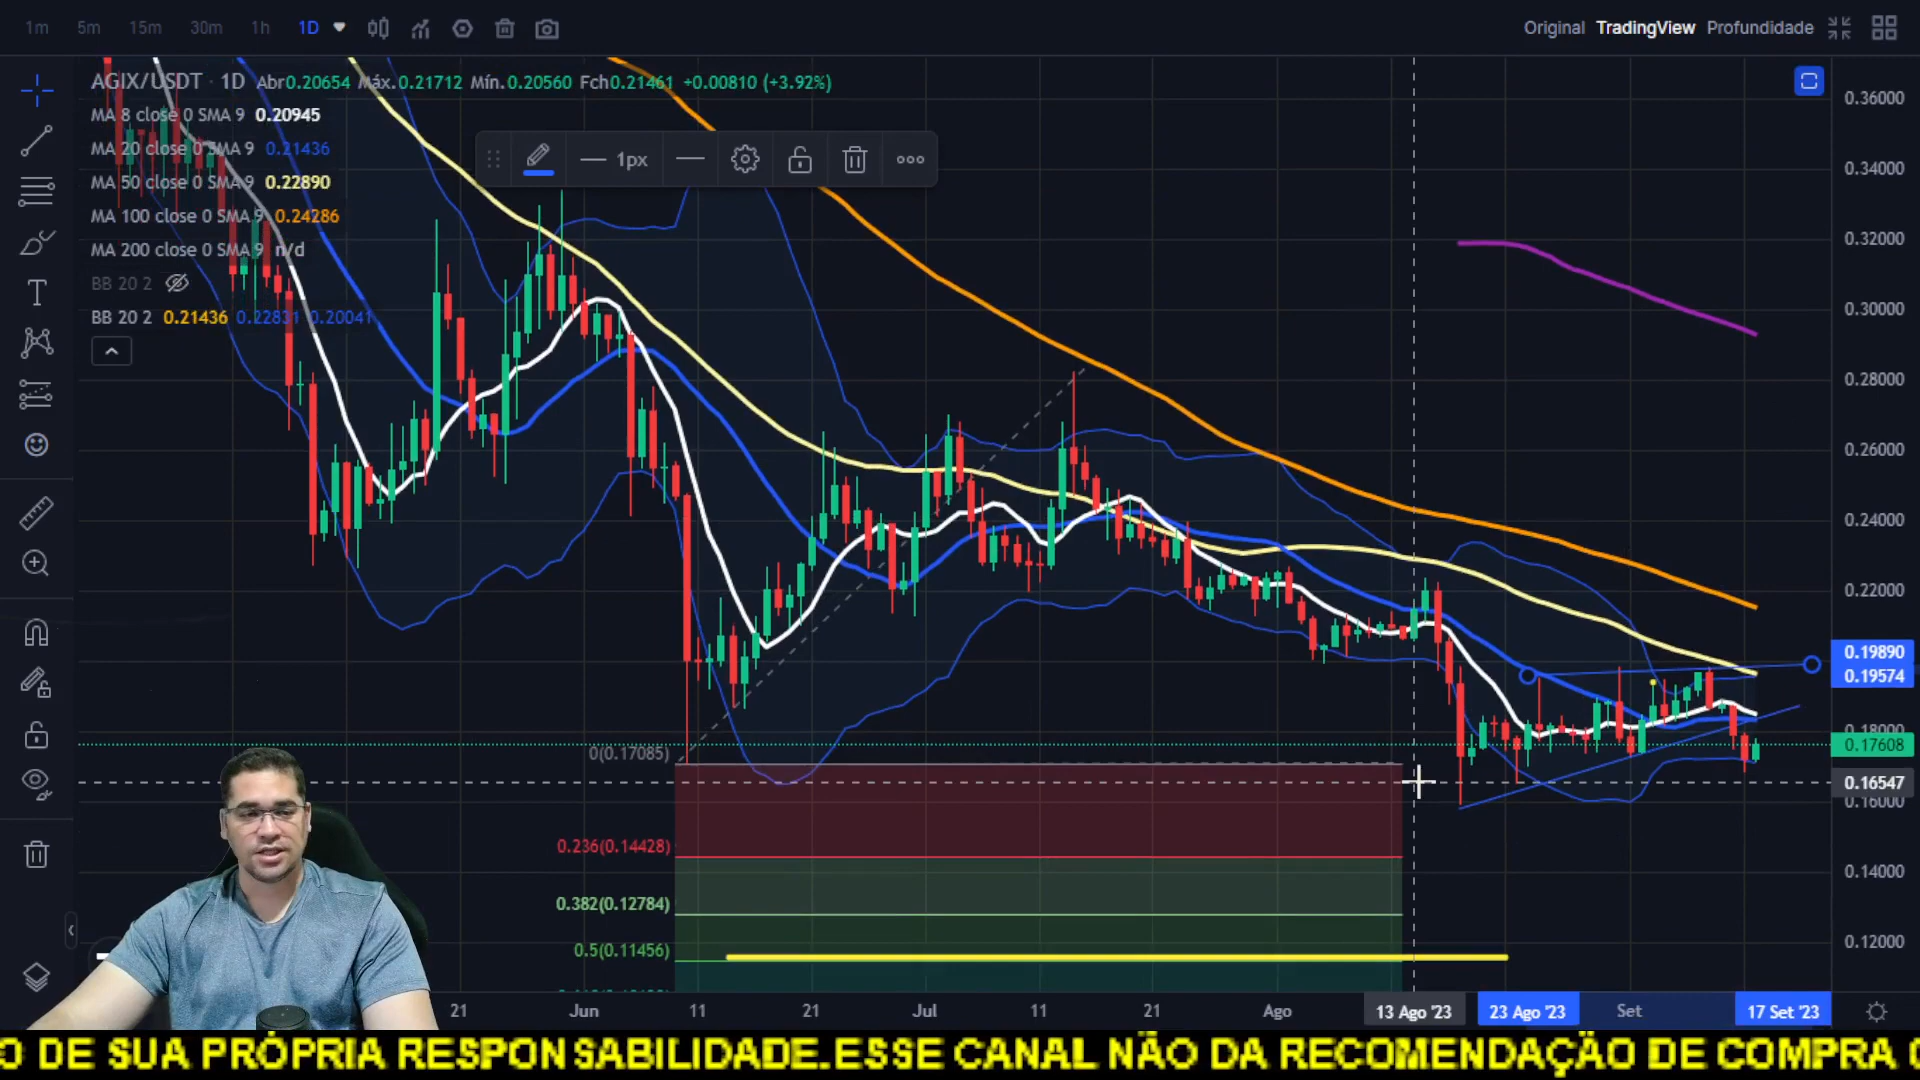 1m 5m 15m 30m 1h 1D
Original TradingView Profundidade
AGIX/USDT · 1D Abr0.20654 Máx.0.21712 Mín.0.20560 Fch0.21461 +0.00810 (+3.92%)
MA 8 close 0 SMA 9 0.20945
MA 20 close 0 SMA 9 0.21436
MA 50 close 0 SMA 9 0.22890
MA 100 close 0 SMA 9 0.24286
MA 200 close 0 SMA 9 n/d
BB 20 2
BB 20 2 0.21436 0.22831 0.20041
1px
0.36000
0.34000
0.32000
0.30000
0.28000
0.26000
0.24000
0.22000
0.19890
0.19574
0.18000
0.17608
0.16547
0.16000
0.14000
0.12000
0(0.17085)
0.236(0.14428)
0.382(0.12784)
0.5(0.11456)
21 Jun 11 21 Jul 11 21 Ago 13 Ago '23 23 Ago '23 Set 17 Set '23
O DE SUA PRÓPRIA RESPONSABILIDADE.ESSE CANAL NÃO DA RECOMENDAÇÃO DE COMPRA